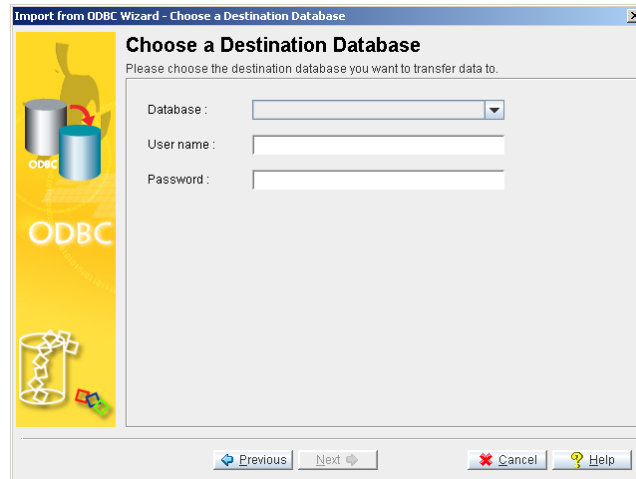 Import from ODBC Wizard - Choose a Destination Database
Choose a Destination Database
Please choose the destination database you want to transfer data to.
Database :
User name :
Password :
ODBC
ODBC
Previous
Next
Cancel
Help